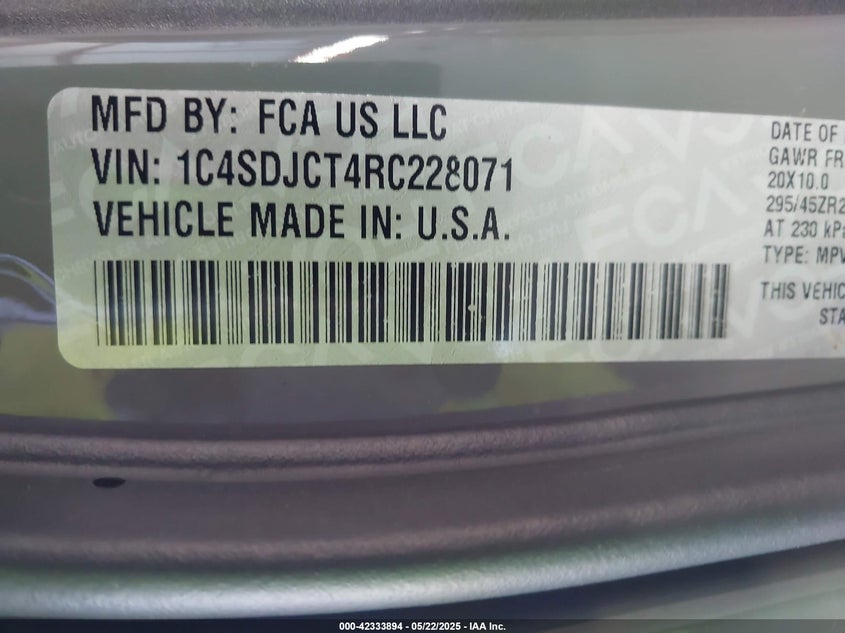 MFD BY: FCA US LLC
VIN: 1C4SDJCT4RC228071
VEHICLE MADE IN: U.S.A.
DATE OF
GAWR FR
20X10.0
295/45ZR2
AT 230 kPa
TYPE: MPV
THIS VEHIC
STA
000-42333894 - 05/22/2025 - IAA Inc.